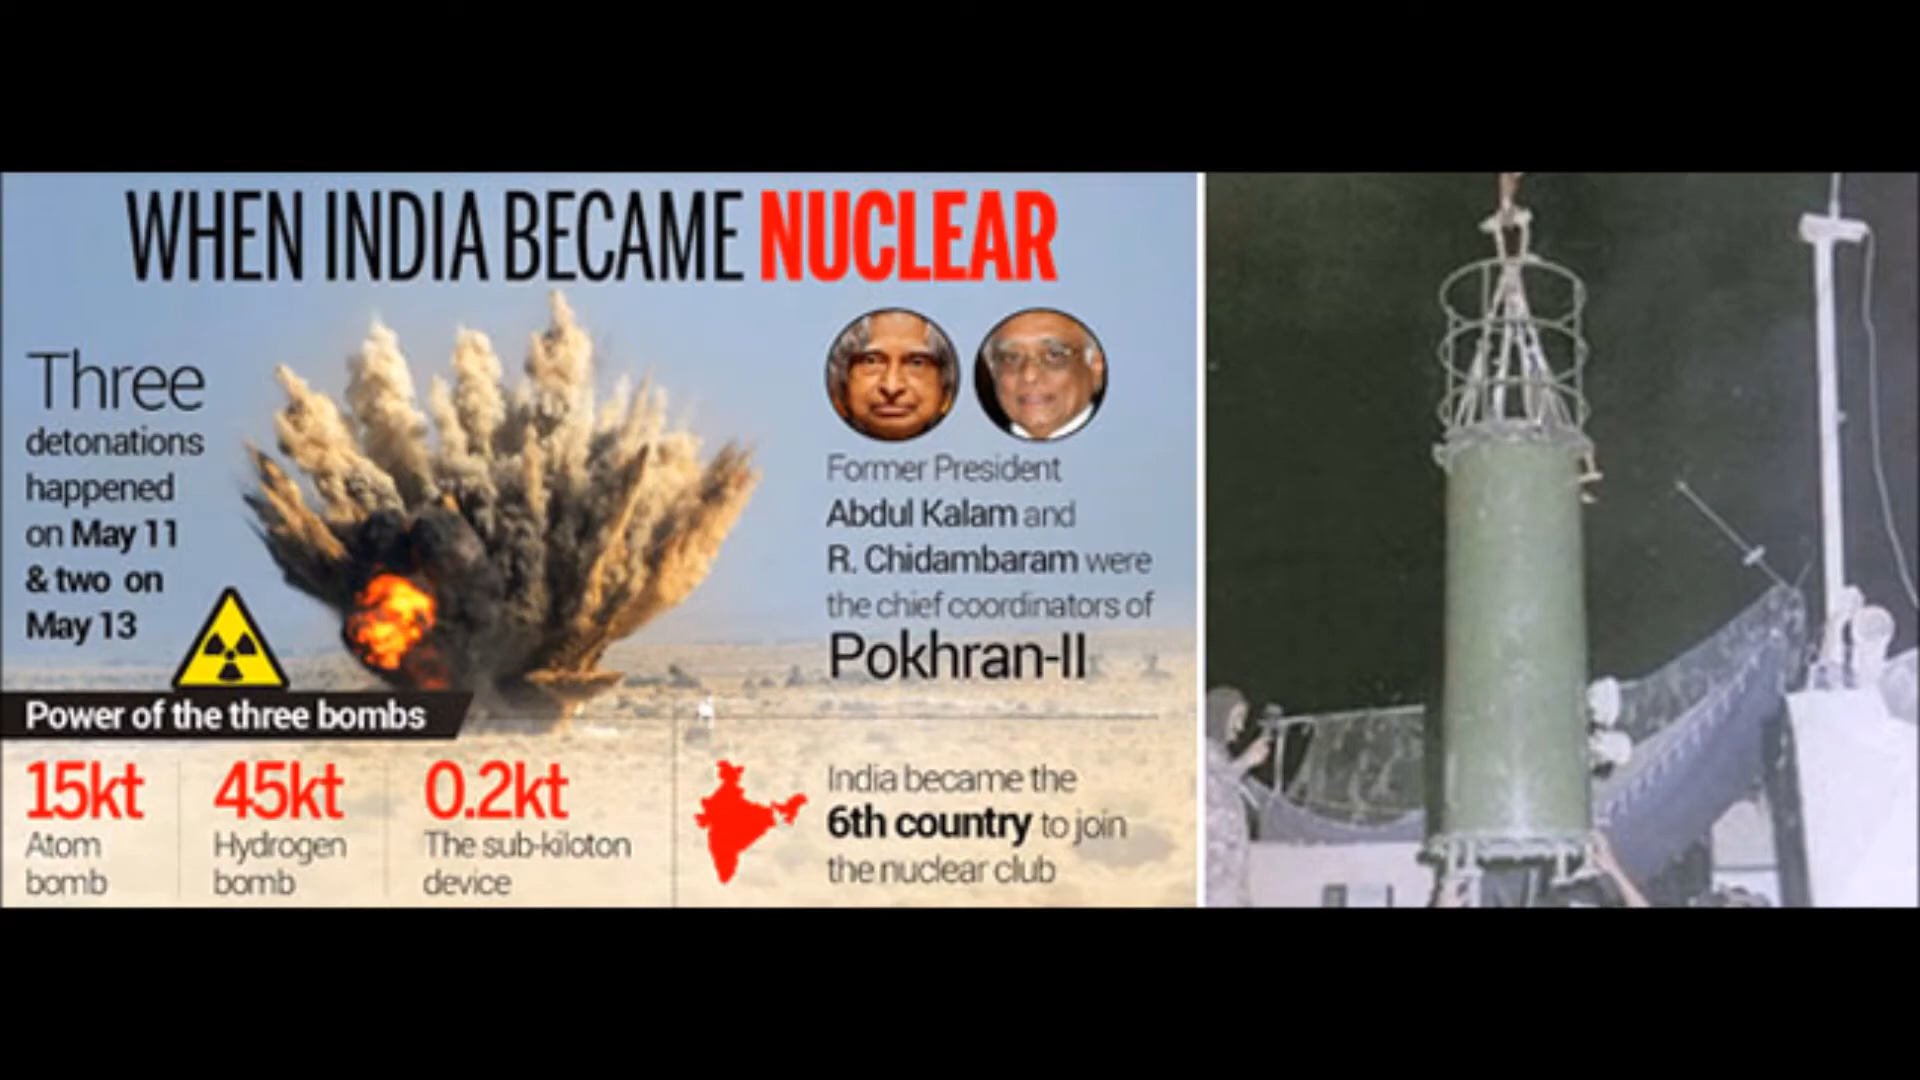 WHEN INDIA BECAME NUCLEAR
Three
detonations
happened
on May 11
& two on
May 13
Former President
Abdul Kalam and
R. Chidambaram were
the chief coordinators of
Pokhran-II
Power of the three bombs
15kt
Atom
bomb
45kt
Hydrogen
bomb
0.2kt
The sub-kiloton
device
India became the
6th country to join
the nuclear club